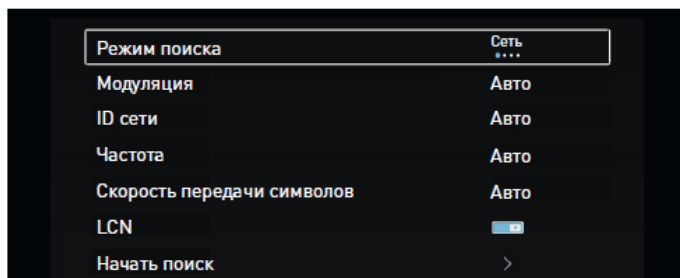 Режим поиска Сеть
Модуляция Авто
ID сети Авто
Частота Авто
Скорость передачи символов Авто
LCN
Начать поиск